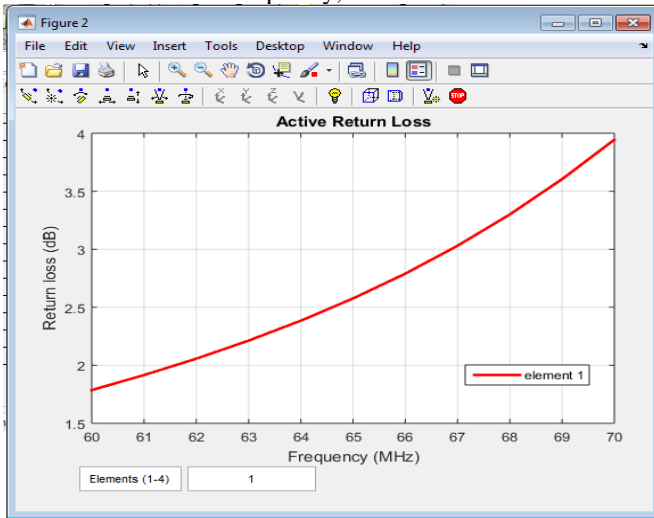 Figure 2
File Edit View Insert Tools Desktop Window Help
STOP
Active Return Loss
4
3.5
3
2.5
2
1.5
Return loss (dB)
element 1
60 61 62 63 64 65 66 67 68 69 70
Frequency (MHz)
Elements (1-4) 1